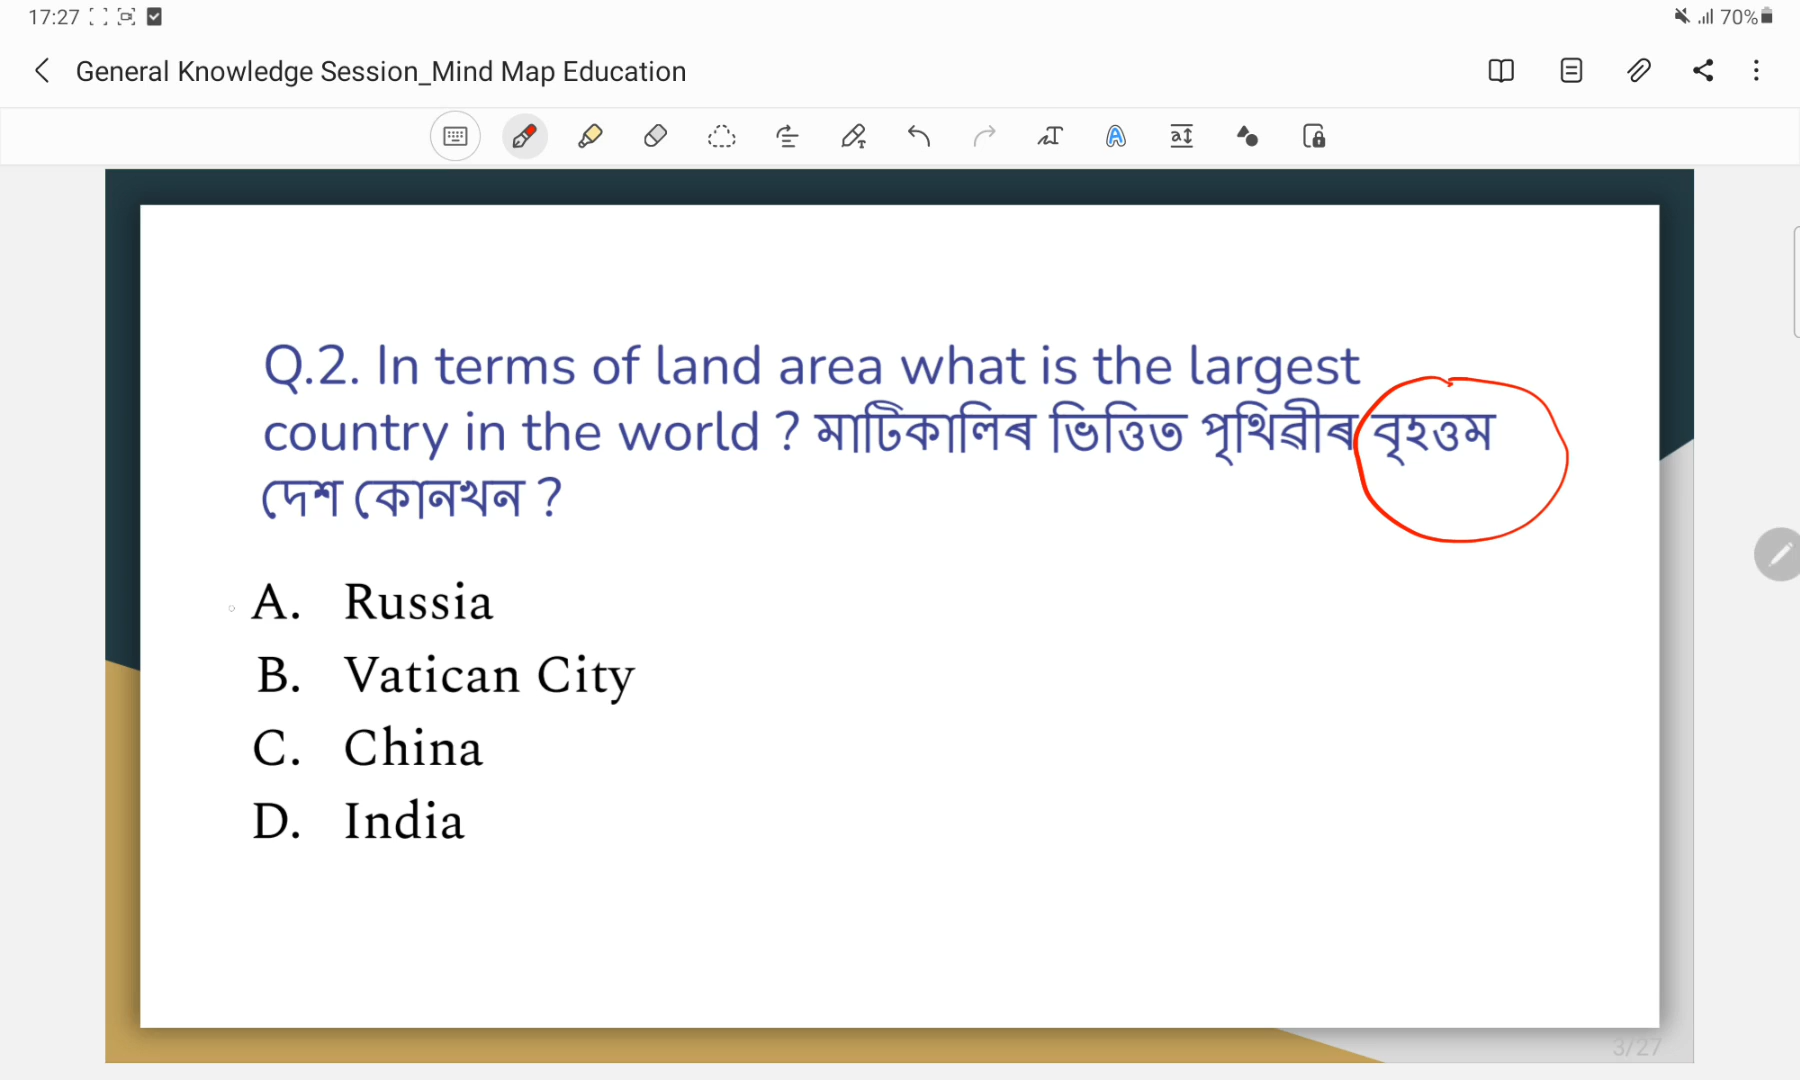 17:27
70%
General Knowledge Session_Mind Map Education
Q.2. In terms of land area what is the largest
country in the world ? মাটিকালিৰ ভিত্তিত পৃথিৱীৰ বৃহত্তম
দেশ কোনখন ?
A. Russia
B. Vatican City
C. China
D. India
3/27